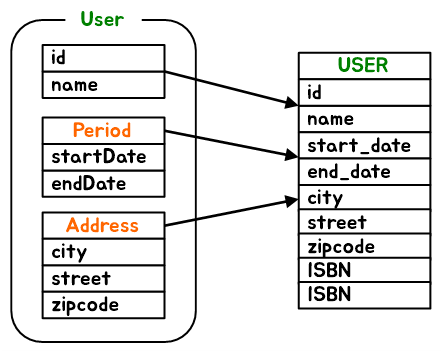 User
id
name
Period
startDate
endDate
Address
city
street
zipcode
USER
id
name
start_date
end_date
city
street
zipcode
ISBN
ISBN